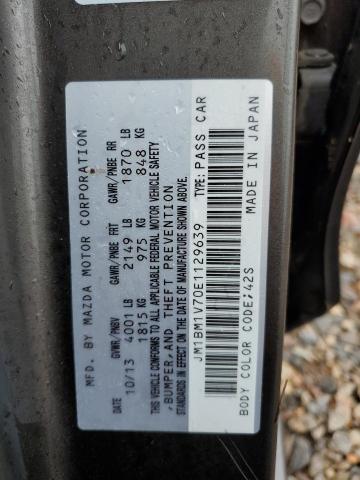 MFD. BY MAZDA MOTOR CORPORATION
DATE GVWR/PNBV GAWR/PNBE FRT GAWR/PNBE RR
10/13 4001 LB 2149 LB 1870 LB
1815 KG 975 KG 848 KG
THIS VEHICLE CONFORMS TO ALL APPLICABLE FEDERAL MOTOR VEHICLE SAFETY
,BUMPER,AND THEFT PREVENTION
STANDARDS IN EFFECT ON THE DATE OF MANUFACTURE SHOWN ABOVE.
JM1BM1V70E1129639 TYPE: PASS CAR
BODY COLOR CODE:42S MADE IN JAPAN